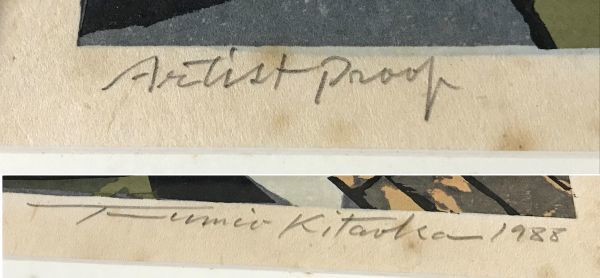 Artist Proof
Fumio Kitaoka 1988